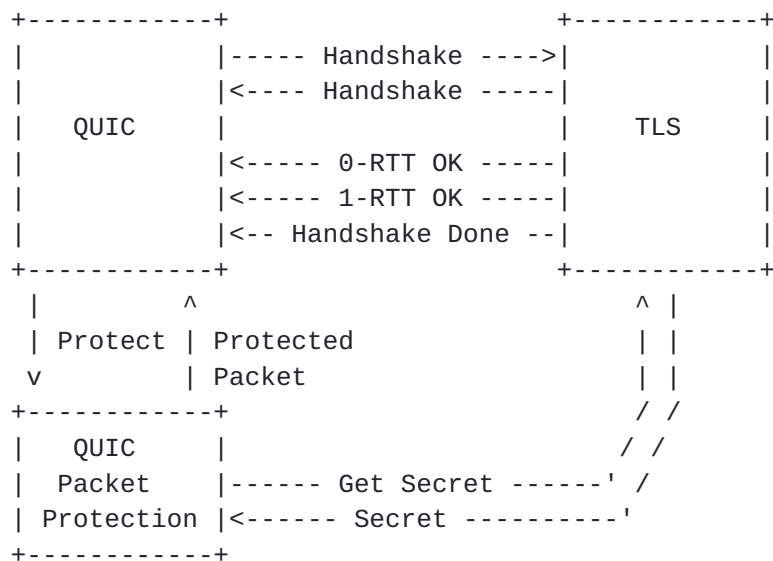 +------------+                      +------------+
|            |----- Handshake ---->|            |
|            |<---- Handshake -----|            |
|   QUIC     |                     |    TLS     |
|            |<----- 0-RTT OK -----|            |
|            |<----- 1-RTT OK -----|            |
|            |<-- Handshake Done --|            |
+------------+                      +------------+
 |         ^                             ^ |
 | Protect | Protected                   | |
 v         | Packet                      | |
+------------+                           / /
|   QUIC     |                          / /
|  Packet    |------ Get Secret ------' /
| Protection |<------ Secret ----------'
+------------+